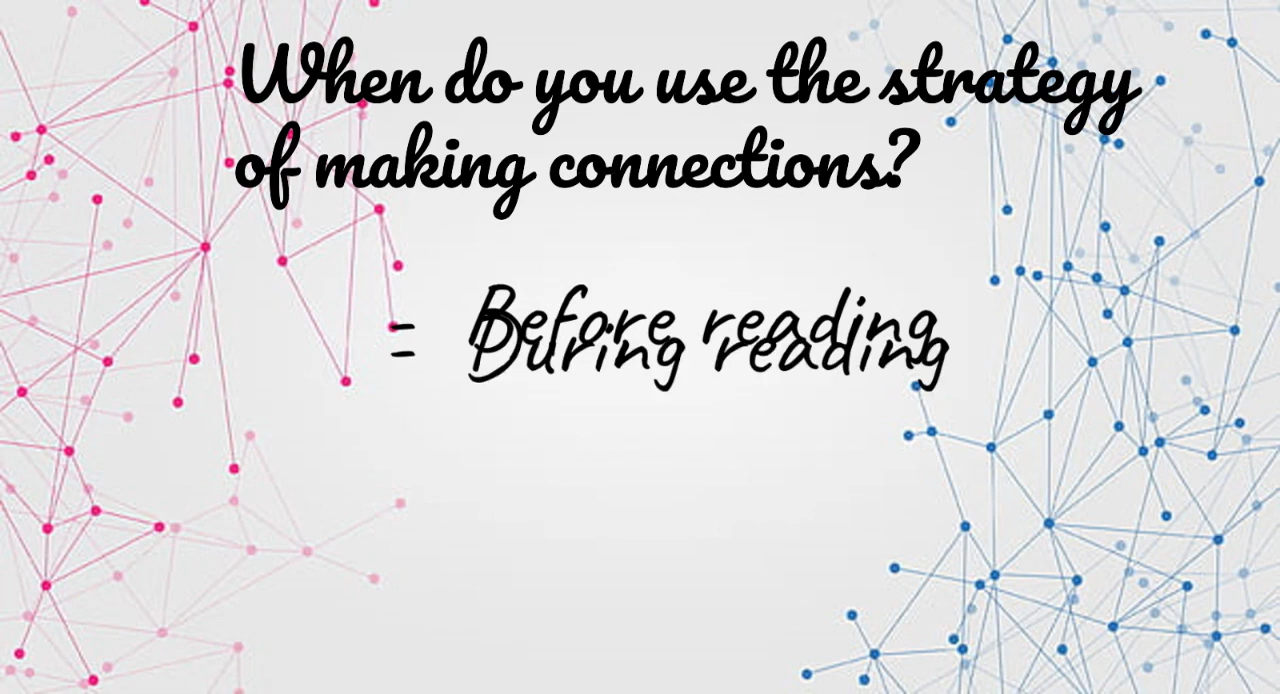 When do you use the strategy
of making connections?
- Before reading
- During reading